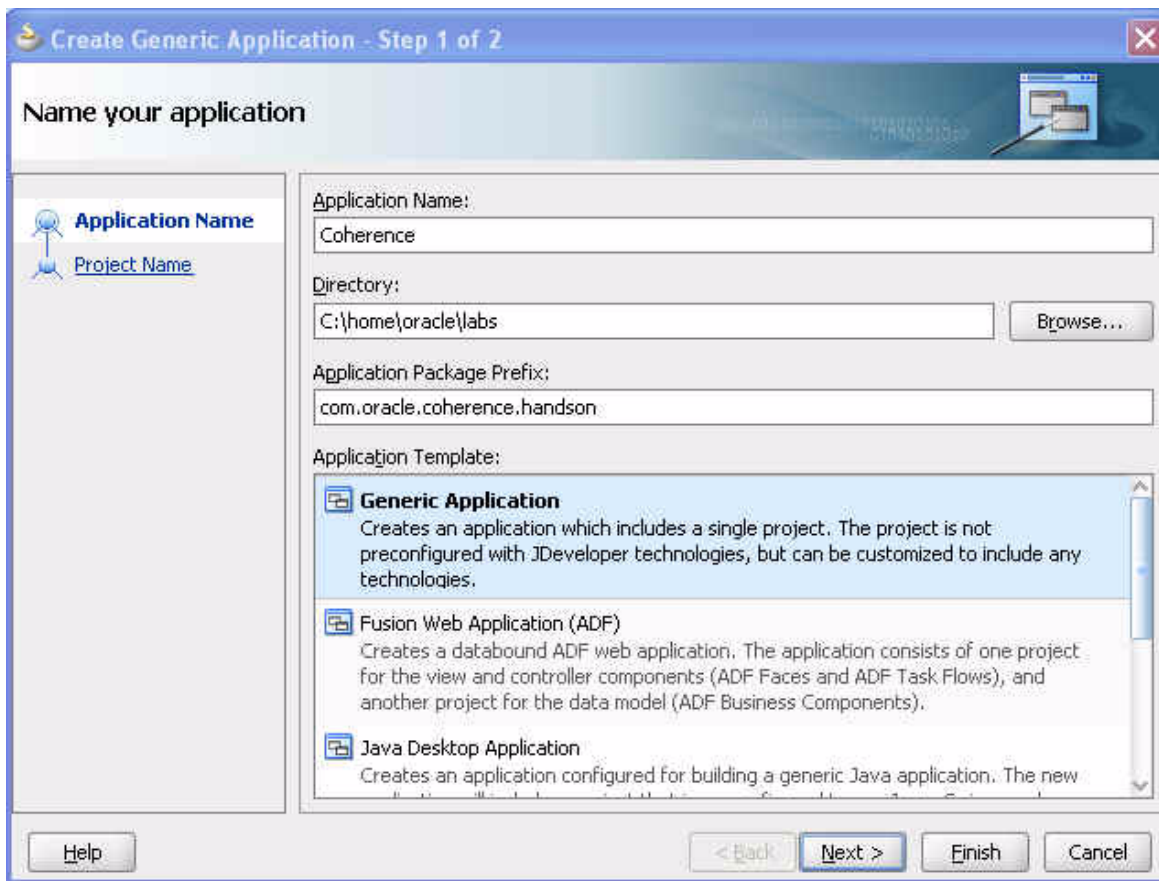 Create Generic Application - Step 1 of 2
Name your application
Application Name
Project Name
Application Name:
Coherence
Directory:
C:\home\oracle\labs
Browse...
Application Package Prefix:
com.oracle.coherence.handson
Application Template:
Generic Application
Creates an application which includes a single project. The project is not
preconfigured with JDeveloper technologies, but can be customized to include any
technologies.
Fusion Web Application (ADF)
Creates a databound ADF web application. The application consists of one project
for the view and controller components (ADF Faces and ADF Task Flows), and
another project for the data model (ADF Business Components).
Java Desktop Application
Creates an application configured for building a generic Java application. The new
Help
< Back
Next >
Finish
Cancel